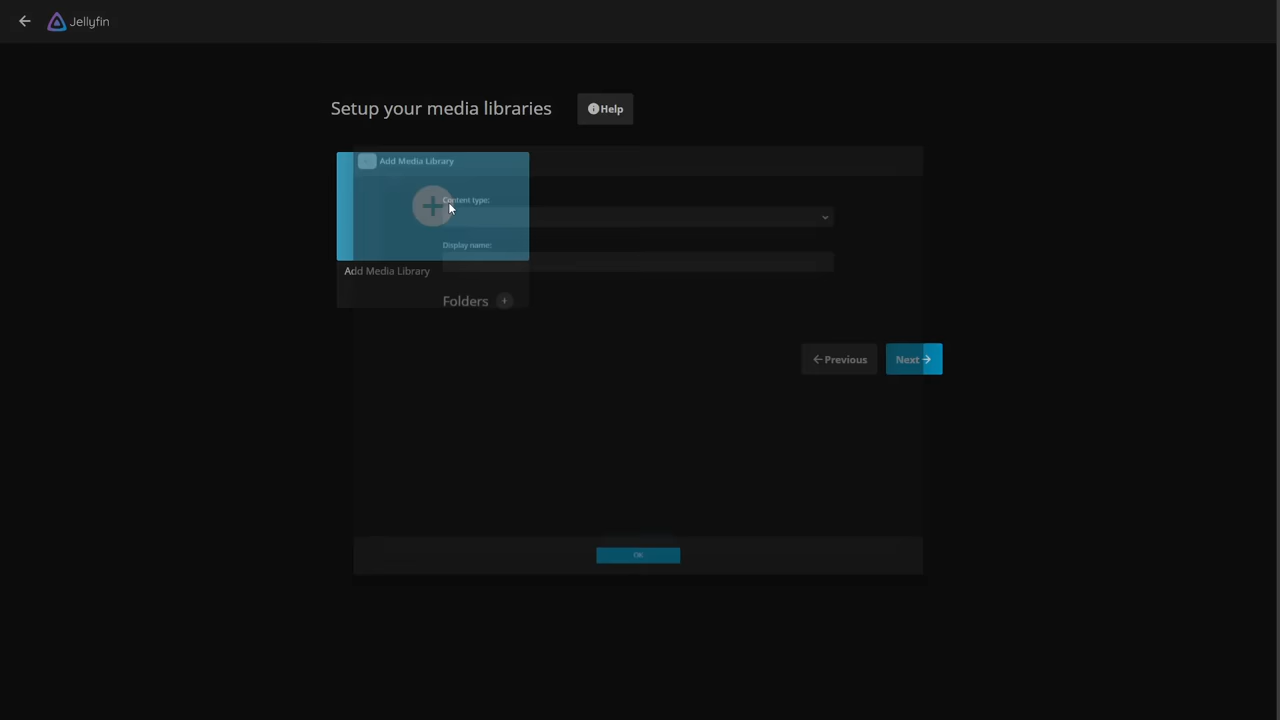 Jellyfin
Setup your media libraries
Help
Add Media Library
Content type:
Display name:
Add Media Library
Folders
Previous
Next
OK